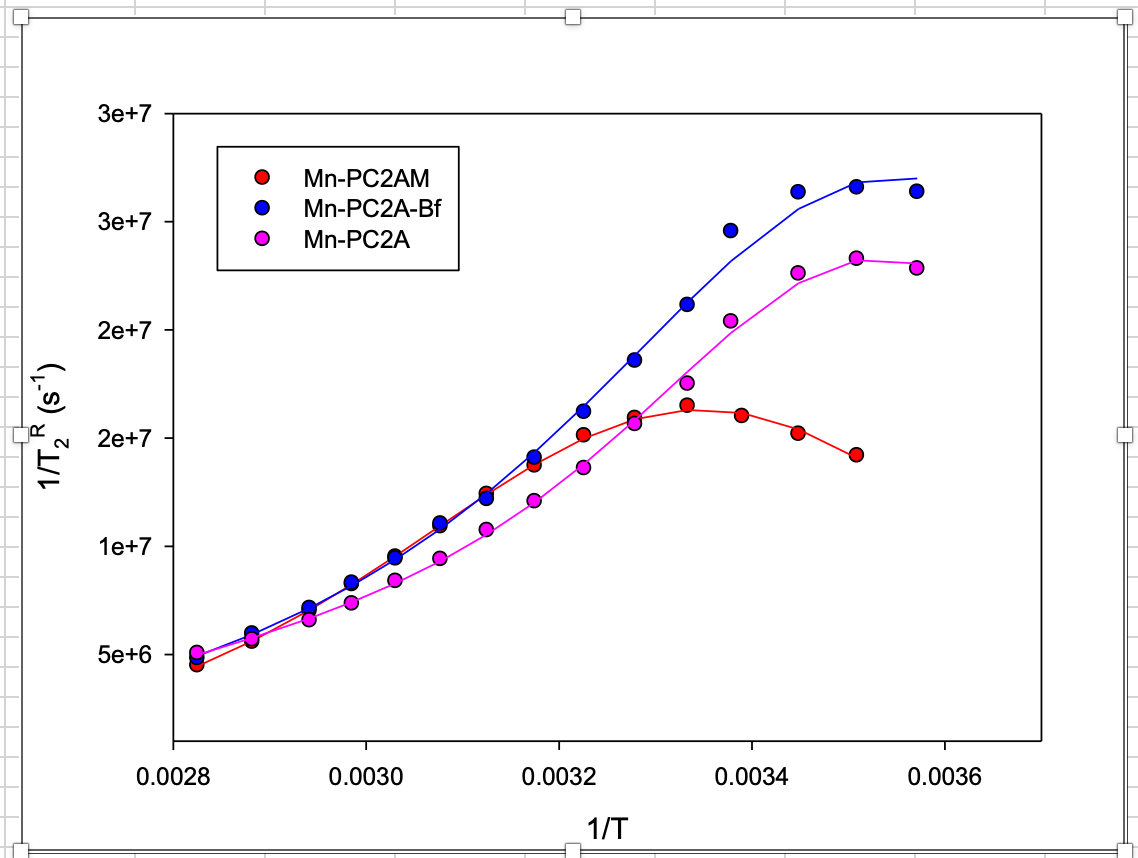 3e+7
3e+7
2e+7
2e+7
1e+7
5e+6
Mn-PC2AM
Mn-PC2A-Bf
Mn-PC2A
1/T₂ᴿ (s⁻¹)
0.0028 0.0030 0.0032 0.0034 0.0036
1/T